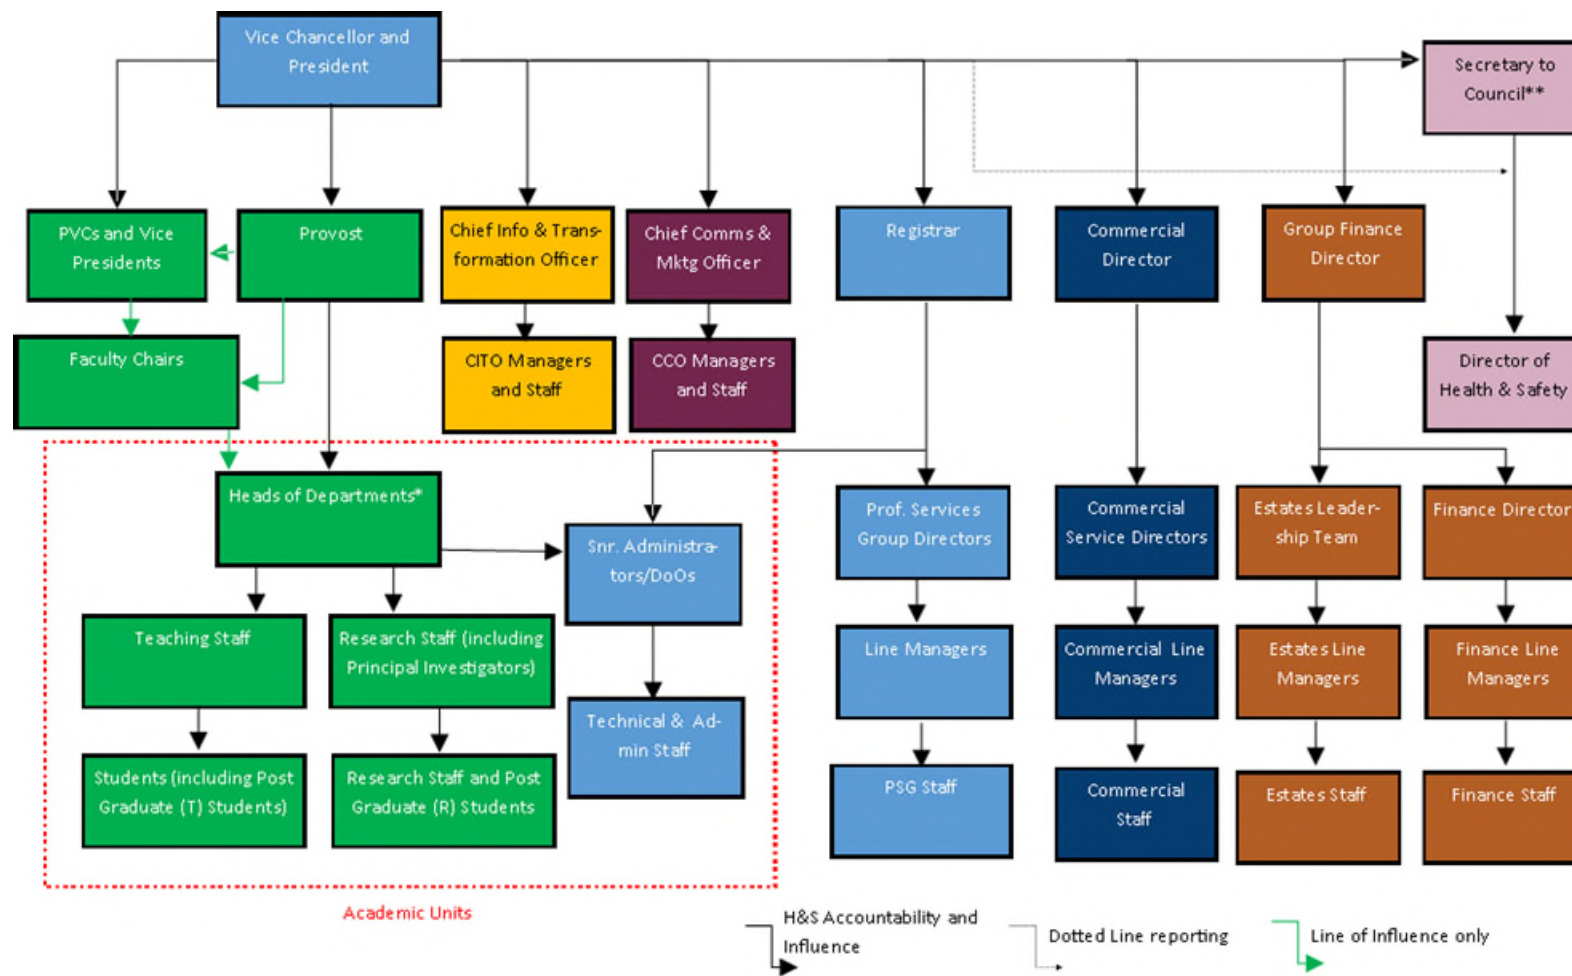 Vice Chancellor and
President
Secretary to
Council**
PVCs and Vice
Presidents
Provost
Chief Info & Trans-
formation Officer
Chief Comms &
Mktg Officer
Registrar
Commercial
Director
Group Finance
Director
Faculty Chairs
CITO Managers
and Staff
CCO Managers
and Staff
Director of
Health & Safety
Heads of Departments*
Snr. Administra-
tors/DoOs
Prof. Services
Group Directors
Commercial
Service Directors
Estates Leader-
ship Team
Finance Director
Teaching Staff
Research Staff (including
Principal Investigators)
Line Managers
Commercial Line
Managers
Estates Line
Managers
Finance Line
Managers
Technical & Ad-
min Staff
Students (including Post
Graduate (T) Students)
Research Staff and Post
Graduate (R) Students
PSG Staff
Commercial
Staff
Estates Staff
Finance Staff
Academic Units
H&S Accountability and
Influence
Dotted Line reporting
Line of Influence only